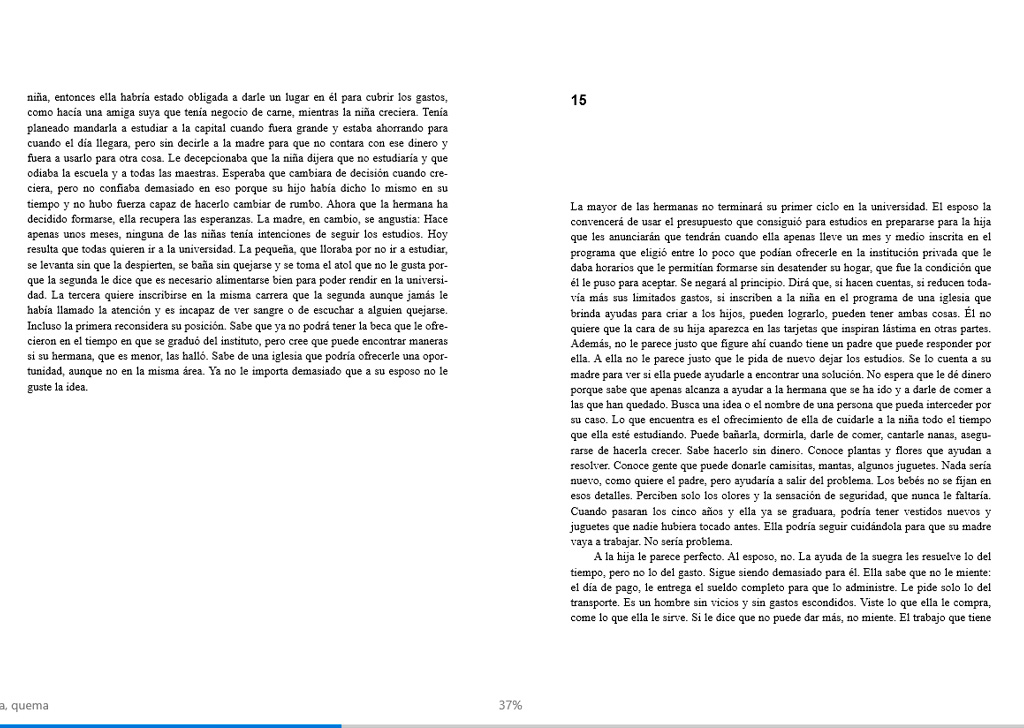 niña, entonces ella habría estado obligada a darle un lugar en él para cubrir los gastos,
como hacía una amiga suya que tenía negocio de carne, mientras la niña creciera. Tenía
planeado mandarla a estudiar a la capital cuando fuera grande y estaba ahorrando para
cuando el día llegara, pero sin decirle a la madre para que no contara con ese dinero y
fuera a usarlo para otra cosa. Le decepcionaba que la niña dijera que no estudiaría y que
odiaba la escuela y a todas las maestras. Esperaba que cambiara de decisión cuando cre-
ciera, pero no confiaba demasiado en eso porque su hijo había dicho lo mismo en su
tiempo y no hubo fuerza capaz de hacerlo cambiar de rumbo. Ahora que la hermana ha
decidido formarse, ella recupera las esperanzas. La madre, en cambio, se angustia: Hace
apenas unos meses, ninguna de las niñas tenía intenciones de seguir los estudios. Hoy
resulta que todas quieren ir a la universidad. La pequeña, que lloraba por no ir a estudiar,
se levanta sin que la despierten, se baña sin quejarse y se toma el atol que no le gusta por-
que la segunda le dice que es necesario alimentarse bien para poder rendir en la universi-
dad. La tercera quiere inscribirse en la misma carrera que la segunda aunque jamás le
había llamado la atención y es incapaz de ver sangre o de escuchar a alguien quejarse.
Incluso la primera reconsidera su posición. Sabe que ya no podrá tener la beca que le ofre-
cieron en el tiempo en que se graduó del instituto, pero cree que puede encontrar maneras
si su hermana, que es menor, las halló. Sabe de una iglesia que podría ofrecerle una opor-
tunidad, aunque no en la misma área. Ya no le importa demasiado que a su esposo no le
guste la idea.
15
La mayor de las hermanas no terminará su primer ciclo en la universidad. El esposo la
convencerá de usar el presupuesto que consiguió para estudios en prepararse para la hija
que les anunciarán que tendrán cuando ella apenas lleve un mes y medio inscrita en el
programa que eligió entre lo poco que podían ofrecerle en la institución privada que le
daba horarios que le permitían formarse sin desatender su hogar, que fue la condición que
él le puso para aceptar. Se negará al principio. Dirá que, si hacen cuentas, si reducen toda-
vía más sus limitados gastos, si inscriben a la niña en el programa de una iglesia que
brinda ayudas para criar a los hijos, pueden lograrlo, pueden tener ambas cosas. Él no
quiere que la cara de su hija aparezca en las tarjetas que inspiran lástima en otras partes.
Además, no le parece justo que figure ahí cuando tiene un padre que puede responder por
ella. A ella no le parece justo que le pida de nuevo dejar los estudios. Se lo cuenta a su
madre para ver si ella puede ayudarle a encontrar una solución. No espera que le dé dinero
porque sabe que apenas alcanza a ayudar a la hermana que se ha ido y a darle de comer a
las que han quedado. Busca una idea o el nombre de una persona que pueda interceder por
su caso. Lo que encuentra es el ofrecimiento de ella de cuidarle a la niña todo el tiempo
que ella esté estudiando. Puede bañarla, dormirla, darle de comer, cantarle nanas, asegu-
rarse de hacerla crecer. Sabe hacerlo sin dinero. Conoce plantas y flores que ayudan a
resolver. Conoce gente que puede donarle camisitas, mantas, algunos juguetes. Nada sería
nuevo, como quiere el padre, pero ayudaría a salir del problema. Los bebés no se fijan en
esos detalles. Perciben solo los olores y la sensación de seguridad, que nunca le faltaría.
Cuando pasaran los cinco años y ella ya se graduara, podría tener vestidos nuevos y
juguetes que nadie hubiera tocado antes. Ella podría seguir cuidándola para que su madre
vaya a trabajar. No sería problema.
A la hija le parece perfecto. Al esposo, no. La ayuda de la suegra les resuelve lo del
tiempo, pero no lo del gasto. Sigue siendo demasiado para él. Ella sabe que no le miente:
el día de pago, le entrega el sueldo completo para que lo administre. Le pide solo lo del
transporte. Es un hombre sin vicios y sin gastos escondidos. Viste lo que ella le compra,
come lo que ella le sirve. Si le dice que no puede dar más, no miente. El trabajo que tiene
a, quema
37%